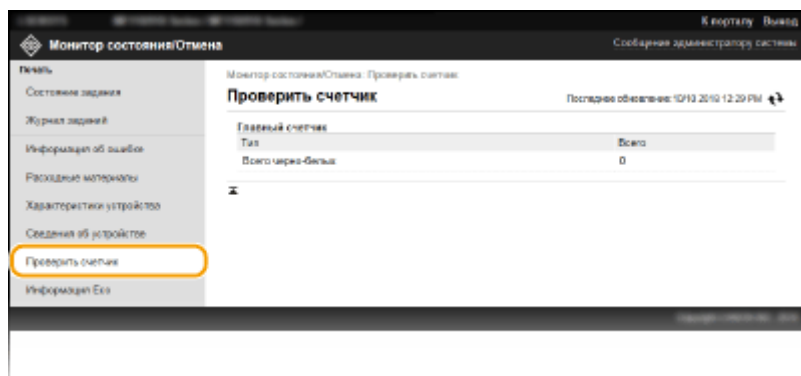 К порталу Выход
Монитор состояния/Отмена
Сообщение администратору системы
Печать
Состояние задания
Журнал заданий
Информация об ошибке
Расходные материалы
Характеристики устройства
Сведения об устройстве
Проверить счетчик
Информация Eco
Монитор состояния/Отмена: Проверить счетчик
Проверить счетчик
Последнее обновление: 10/10 2018 12:29 PM
Главный счетчик
Тип Всего
Всего черно-белых 0